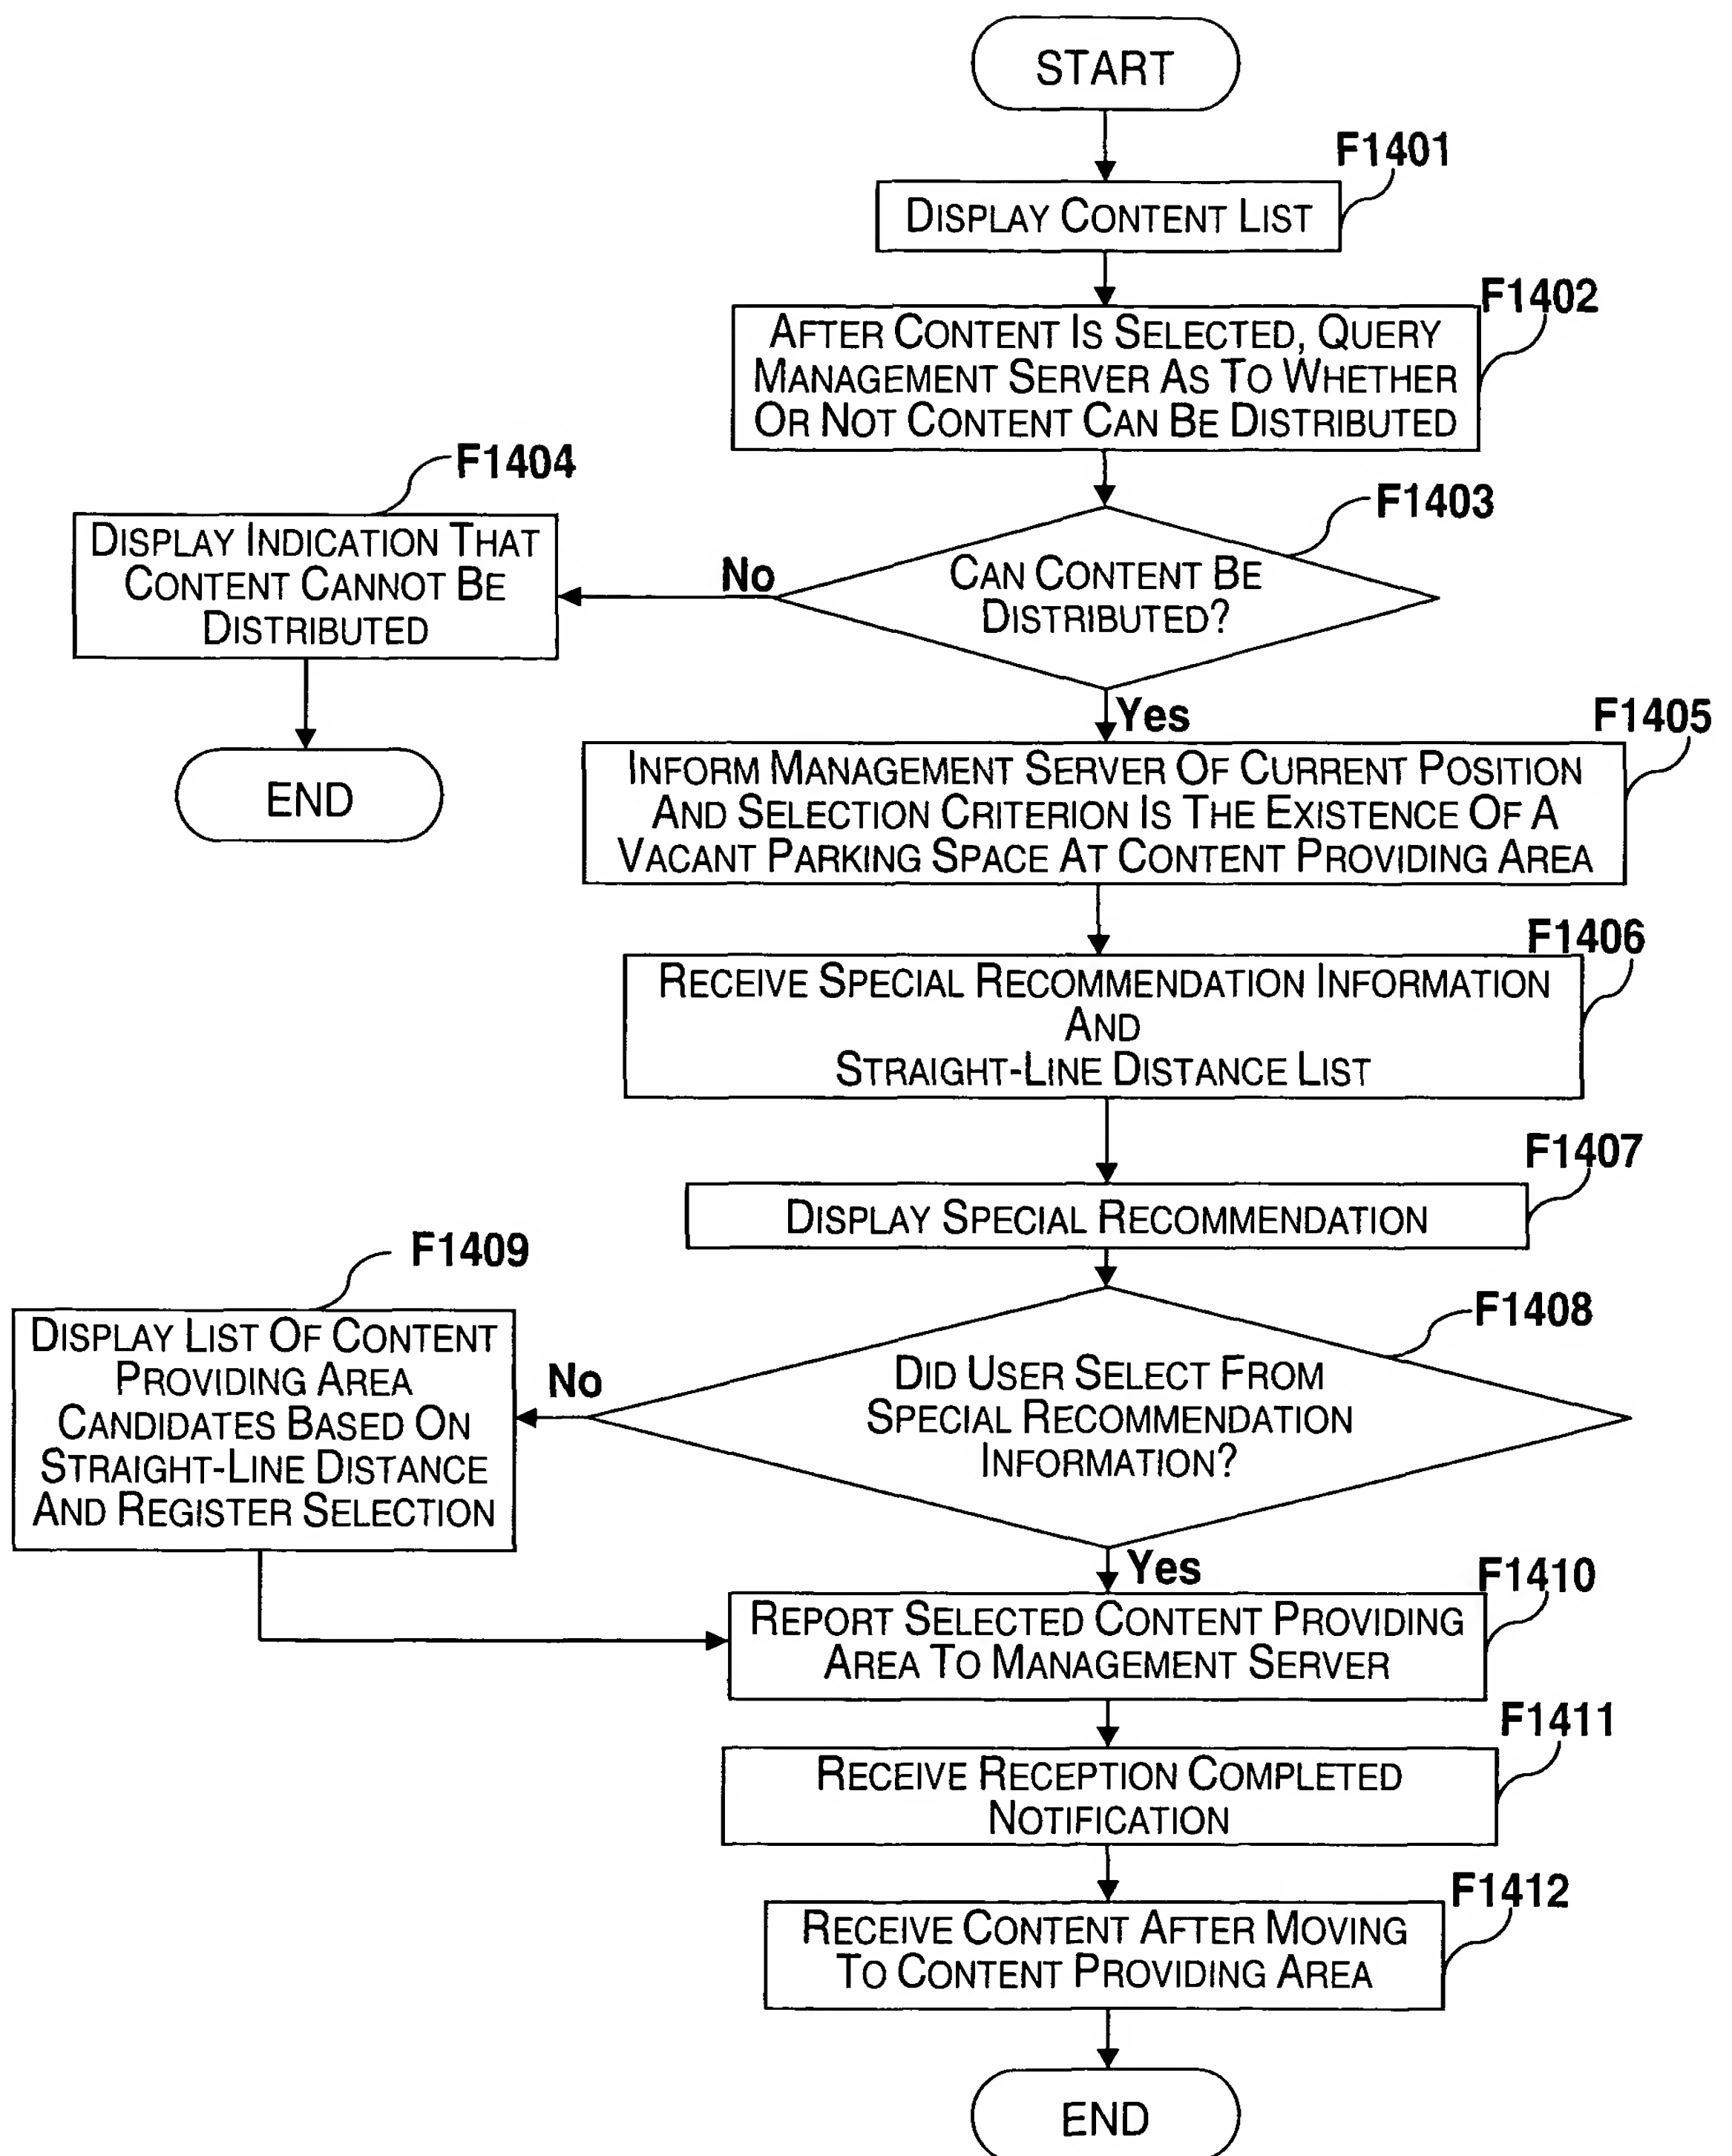 START
F1401
DISPLAY CONTENT LIST
F1402
AFTER CONTENT IS SELECTED, QUERY
MANAGEMENT SERVER AS TO WHETHER
OR NOT CONTENT CAN BE DISTRIBUTED
F1404
F1403
DISPLAY INDICATION THAT
CONTENT CANNOT BE
DISTRIBUTED
No
CAN CONTENT BE
DISTRIBUTED?
Yes
END
F1405
INFORM MANAGEMENT SERVER OF CURRENT POSITION
AND SELECTION CRITERION IS THE EXISTENCE OF A
VACANT PARKING SPACE AT CONTENT PROVIDING AREA
F1406
RECEIVE SPECIAL RECOMMENDATION INFORMATION
AND
STRAIGHT-LINE DISTANCE LIST
F1407
DISPLAY SPECIAL RECOMMENDATION
F1409
F1408
DISPLAY LIST OF CONTENT
PROVIDING AREA
CANDIDATES BASED ON
STRAIGHT-LINE DISTANCE
AND REGISTER SELECTION
No
DID USER SELECT FROM
SPECIAL RECOMMENDATION
INFORMATION?
Yes
F1410
REPORT SELECTED CONTENT PROVIDING
AREA TO MANAGEMENT SERVER
F1411
RECEIVE RECEPTION COMPLETED
NOTIFICATION
F1412
RECEIVE CONTENT AFTER MOVING
TO CONTENT PROVIDING AREA
END